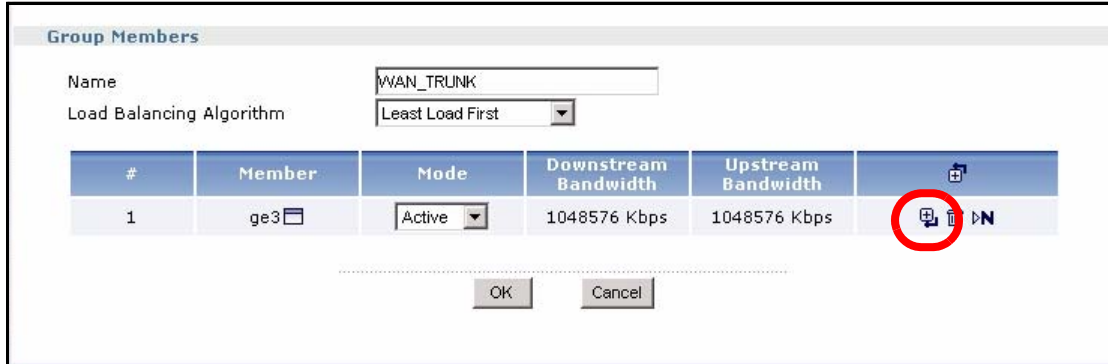 Group Members
Name WAN_TRUNK
Load Balancing Algorithm Least Load First
# Member Mode Downstream Bandwidth Upstream Bandwidth
1 ge3 Active 1048576 Kbps 1048576 Kbps N
OK Cancel